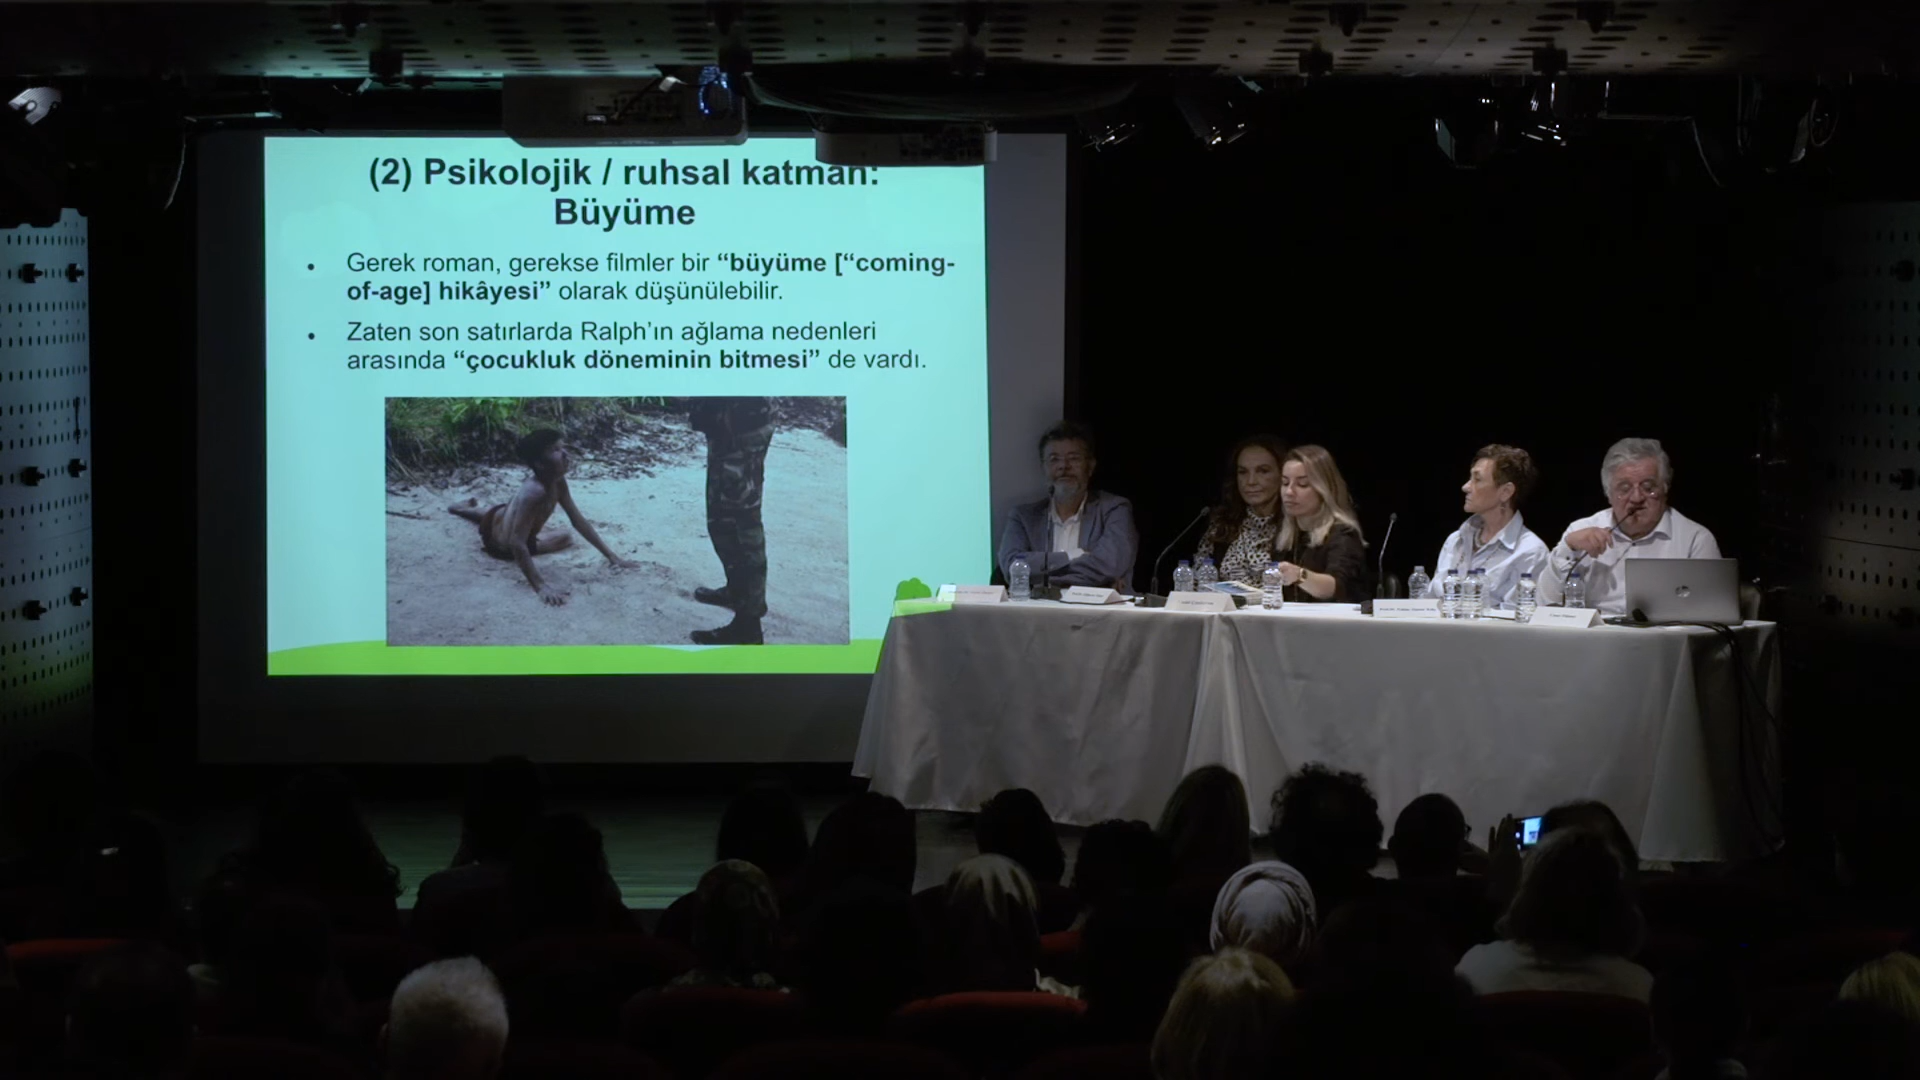 (2) Psikolojik / ruhsal katman:
Büyüme
• Gerek roman, gerekse filmler bir “büyüme [“coming-
of-age] hikâyesi” olarak düşünülebilir.
• Zaten son satırlarda Ralph’ın ağlama nedenleri
arasında “çocukluk döneminin bitmesi” de vardı.
hp